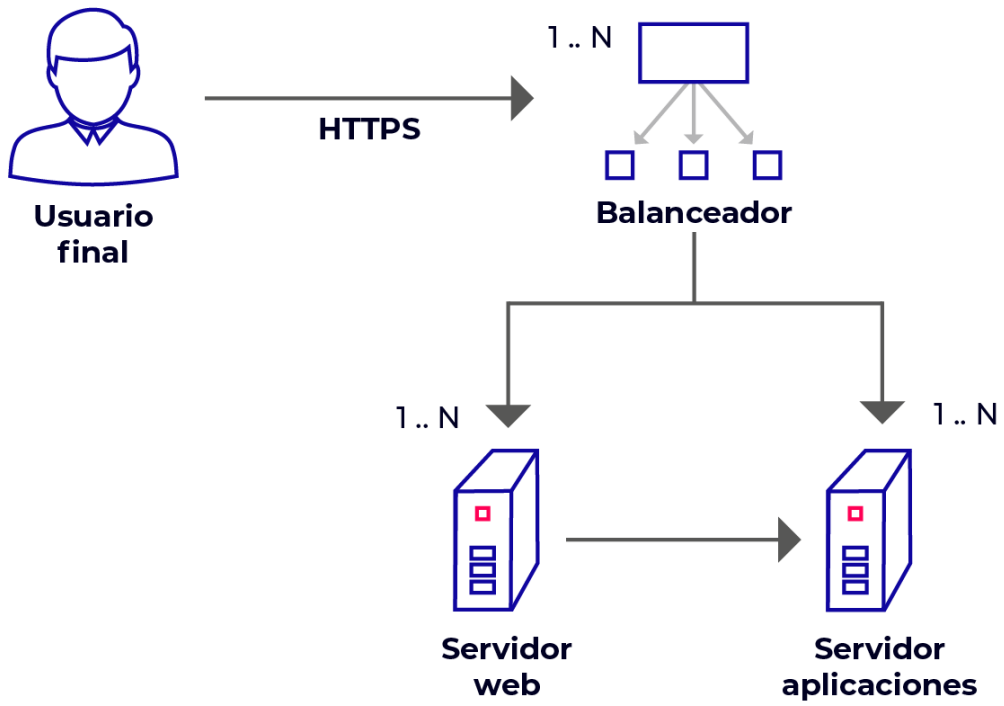 1 .. N
HTTPS
Usuario
final
Balanceador
1 .. N
1 .. N
Servidor
web
Servidor
aplicaciones